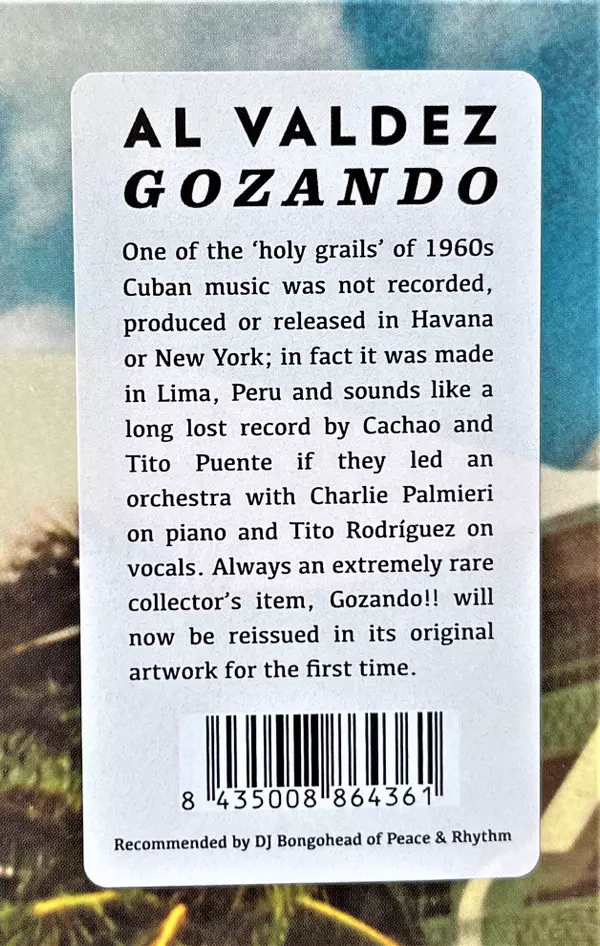 AL VALDEZ
GOZANDO
One of the ‘holy grails’ of 1960s
Cuban music was not recorded,
produced or released in Havana
or New York; in fact it was made
in Lima, Peru and sounds like a
long lost record by Cachao and
Tito Puente if they led an
orchestra with Charlie Palmieri
on piano and Tito Rodríguez on
vocals. Always an extremely rare
collector’s item, Gozando!! will
now be reissued in its original
artwork for the first time.
8 435008 864361
Recommended by DJ Bongohead of Peace & Rhythm